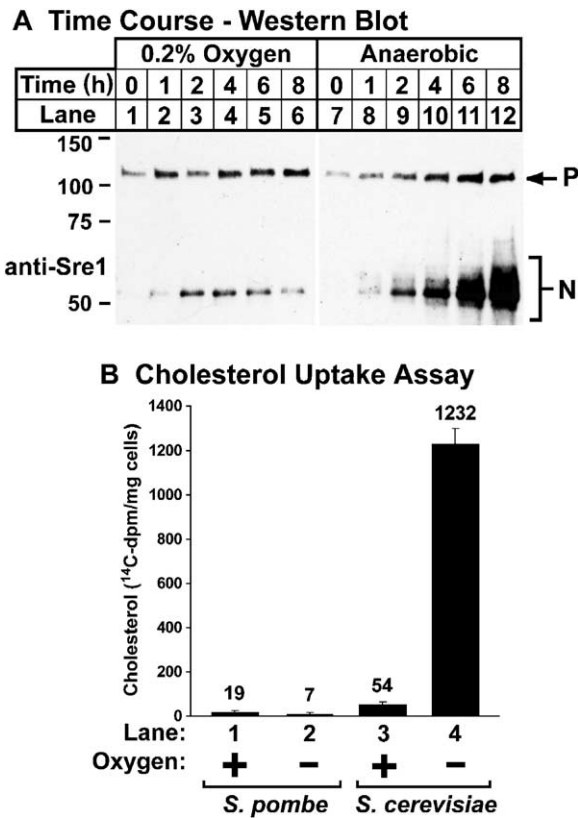 A Time Course - Western Blot
0.2% Oxygen Anaerobic
Time (h) 0 1 2 4 6 8 0 1 2 4 6 8
Lane 1 2 3 4 5 6 7 8 9 10 11 12
150
100
P
75
anti-Sre1
N
50
B Cholesterol Uptake Assay
Cholesterol (¹⁴C-dpm/mg cells)
1400
1200
1000
800
600
400
200
0
19 7 54 1232
Lane: 1 2 3 4
Oxygen: + − + −
S. pombe S. cerevisiae